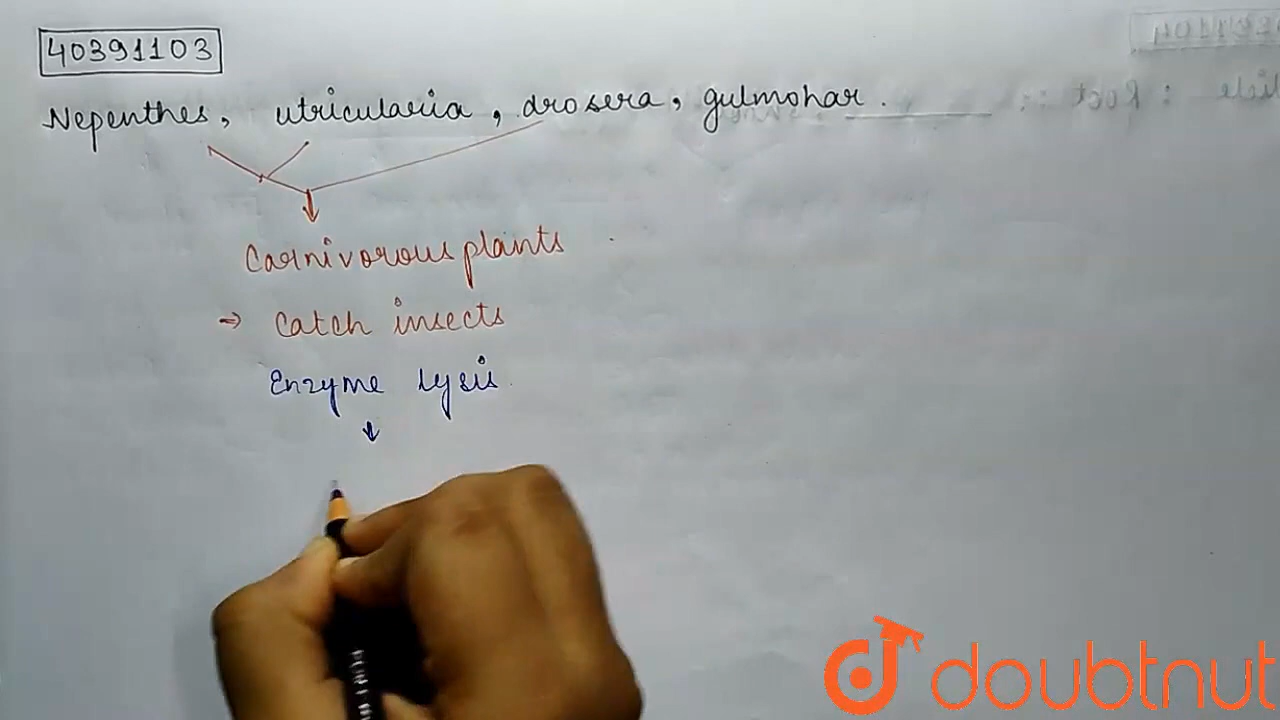 40391103
Nepenthes, utricularia, drosera, gulmohar.
Carnivorous plants
→ Catch insects
Enzyme lysis
↓
doubtnut